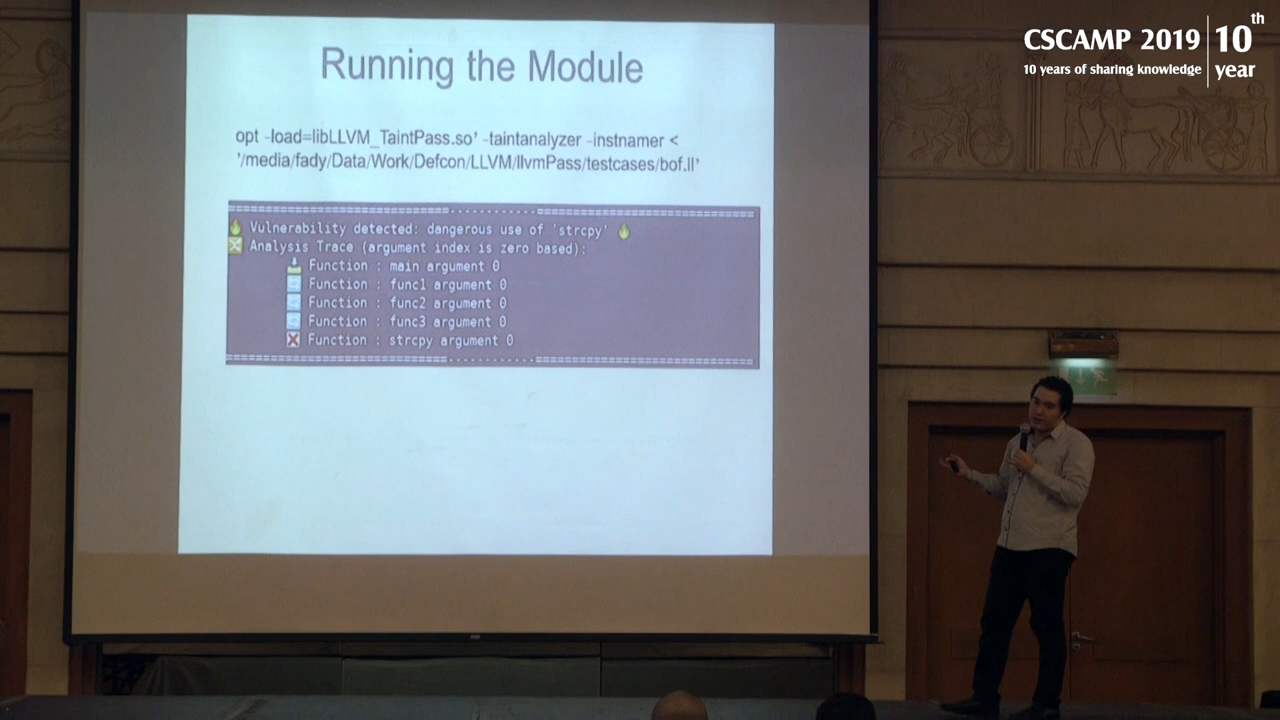 CSCAMP 2019
10 years of sharing knowledge
10th
year
Running the Module
opt -load=libLLVM_TaintPass.so' -taintanalyzer -instnamer <
'/media/fady/Data/Work/Defcon/LLVM/llvmPass/testcases/bof.ll'
Vulnerability detected: dangerous use of 'strcpy'
Analysis Trace (argument index is zero based):
Function : main argument 0
Function : func1 argument 0
Function : func2 argument 0
Function : func3 argument 0
Function : strcpy argument 0